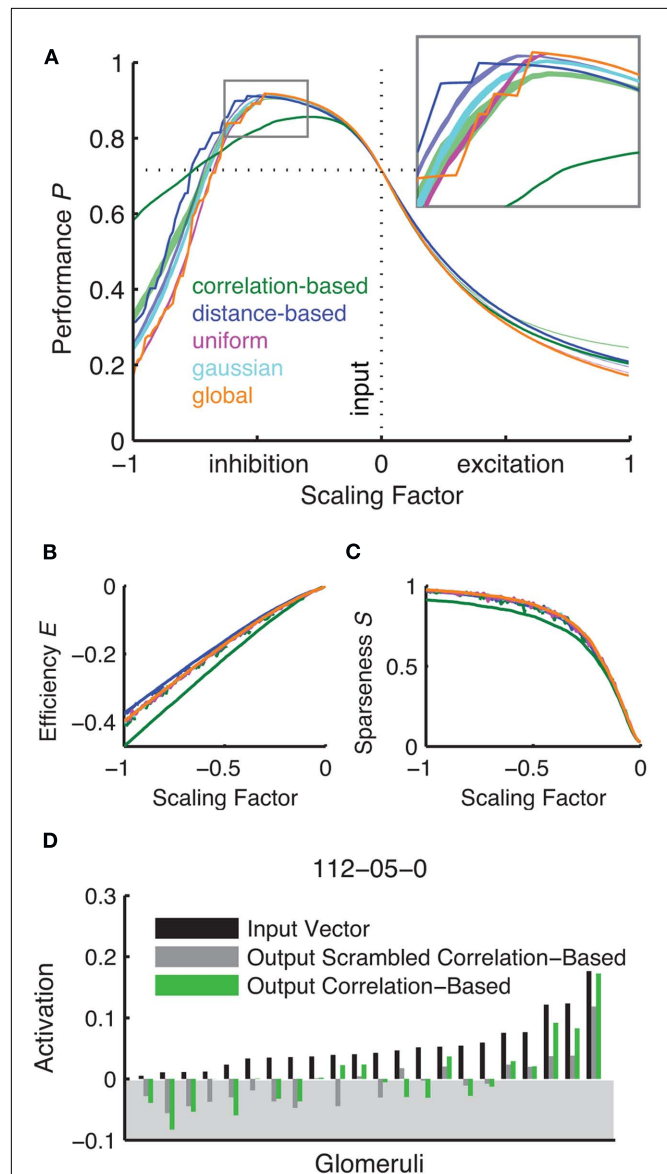 A
Performance P
1
0.8
0.6
0.4
0.2
0
correlation-based
distance-based
uniform
gaussian
global
input
−1
inhibition
0
excitation
1
Scaling Factor
B
Efficiency E
0
−0.2
−0.4
−1
−0.5
0
Scaling Factor
C
Sparseness S
1
0.5
0
−1
−0.5
0
Scaling Factor
D
112−05−0
Activation
0.3
0.2
0.1
0
−0.1
Input Vector
Output Scrambled Correlation−Based
Output Correlation−Based
Glomeruli